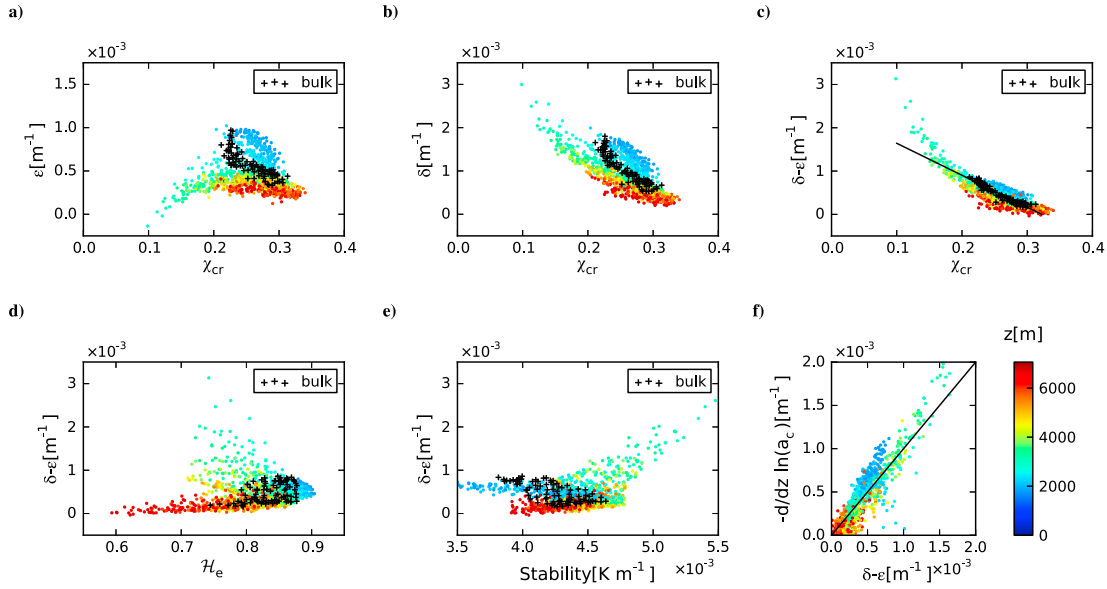 a)
×10⁻³
1.5
1.0
0.5
0.0
ε[m⁻¹]
+++ bulk
0.0 0.1 0.2 0.3 0.4
χcr
b)
×10⁻³
3
2
1
0
δ[m⁻¹]
+++ bulk
0.0 0.1 0.2 0.3 0.4
χcr
c)
×10⁻³
3
2
1
0
δ-ε[m⁻¹]
+++ bulk
0.0 0.1 0.2 0.3 0.4
χcr
d)
×10⁻³
3
2
1
0
δ-ε[m⁻¹]
+++ bulk
0.6 0.7 0.8 0.9
ℋe
e)
×10⁻³
3
2
1
0
δ-ε[m⁻¹]
+++ bulk
3.5 4.0 4.5 5.0 5.5
Stability[K m⁻¹] ×10⁻³
f)
×10⁻³
2.0
1.5
1.0
0.5
0.0
-d/dz ln(ac)[m⁻¹]
0.0 0.5 1.0 1.5 2.0
δ-ε[m⁻¹] ×10⁻³
z[m]
6000
4000
2000
0